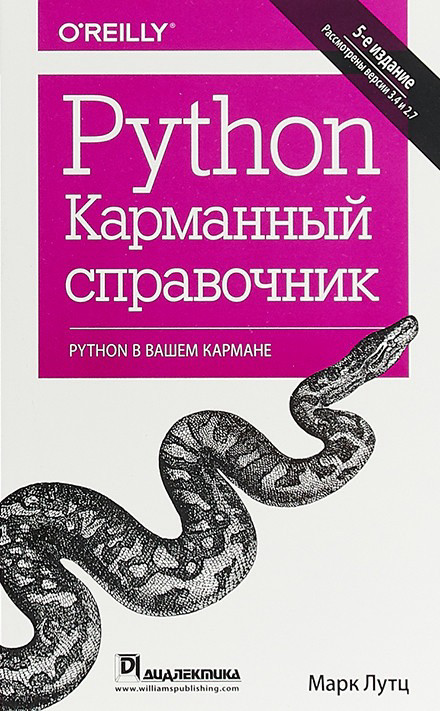 O'REILLY®
5-е издание
Рассмотрены версии 3.4 и 2.7
Python
Карманный
справочник
PYTHON В ВАШЕМ КАРМАНЕ
ДИАЛЕКТИКА
www.williamspublishing.com
Марк Лутц